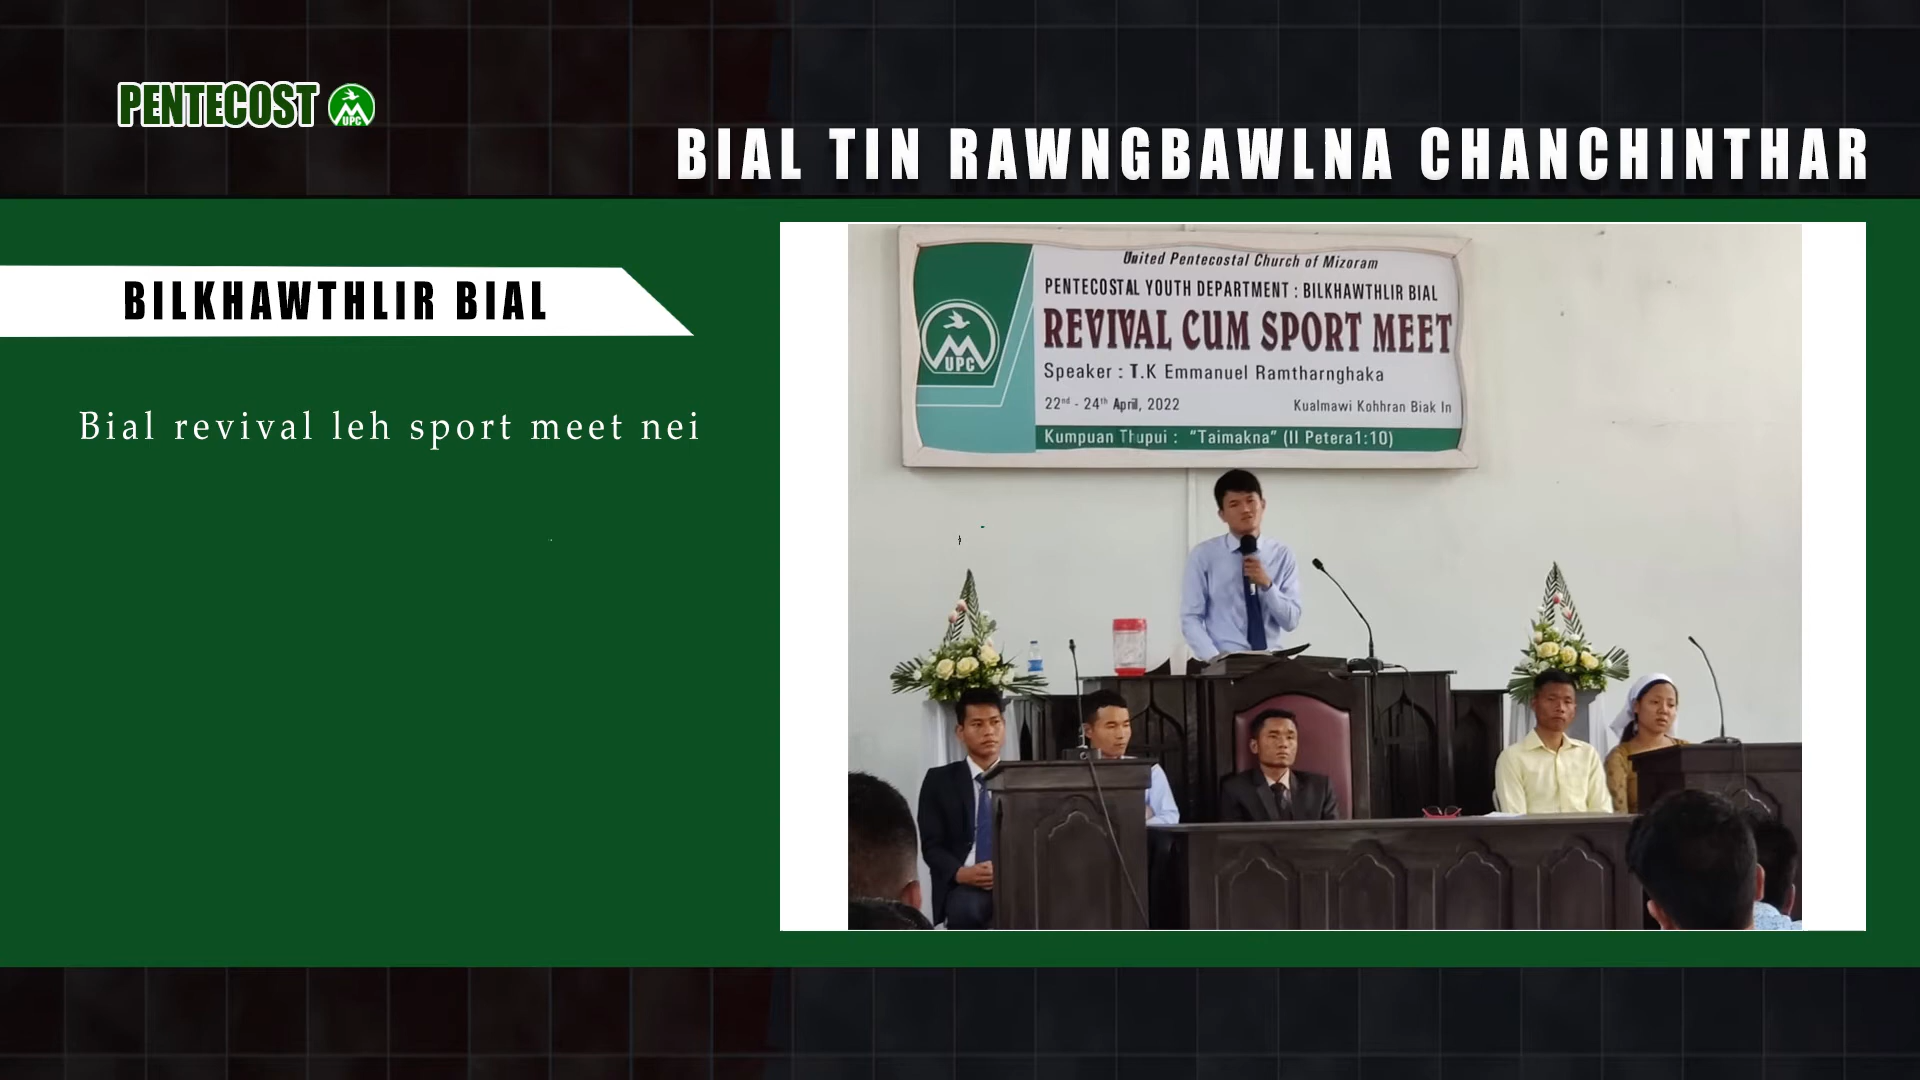 PENTECOST
UPC
BIAL TIN RAWNGBAWLNA CHANCHINTHAR
BILKHAWTHLIR BIAL
Bial revival leh sport meet nei
United Pentecostal Church of Mizoram
PENTECOSTAL YOUTH DEPARTMENT : BILKHAWTHLIR BIAL
REVIVAL CUM SPORT MEET
Speaker : T.K Emmanuel Ramtharnghaka
22nd - 24th April, 2022 Kualmawi Kohhran Biak In
Kumpuan Thupui : "Taimakna" (II Petera1:10)
UPC